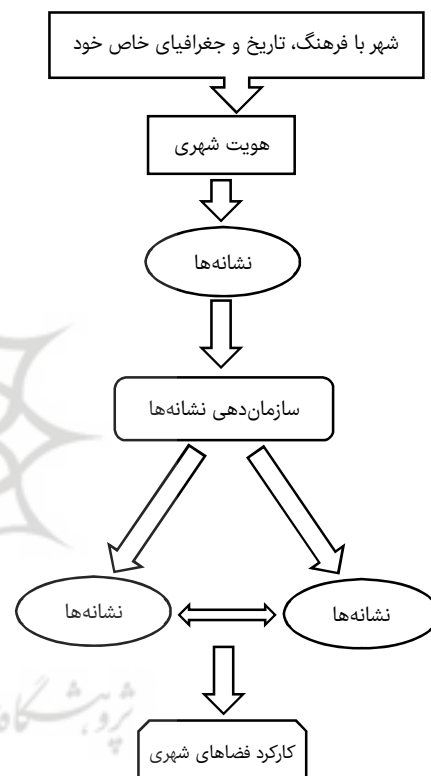 شهر با فرهنگ، تاریخ و جغرافیای خاص خود
هویت شهری
نشانه‌ها
سازمان‌دهی نشانه‌ها
نشانه‌ها
نشانه‌ها
کارکرد فضاهای شهری